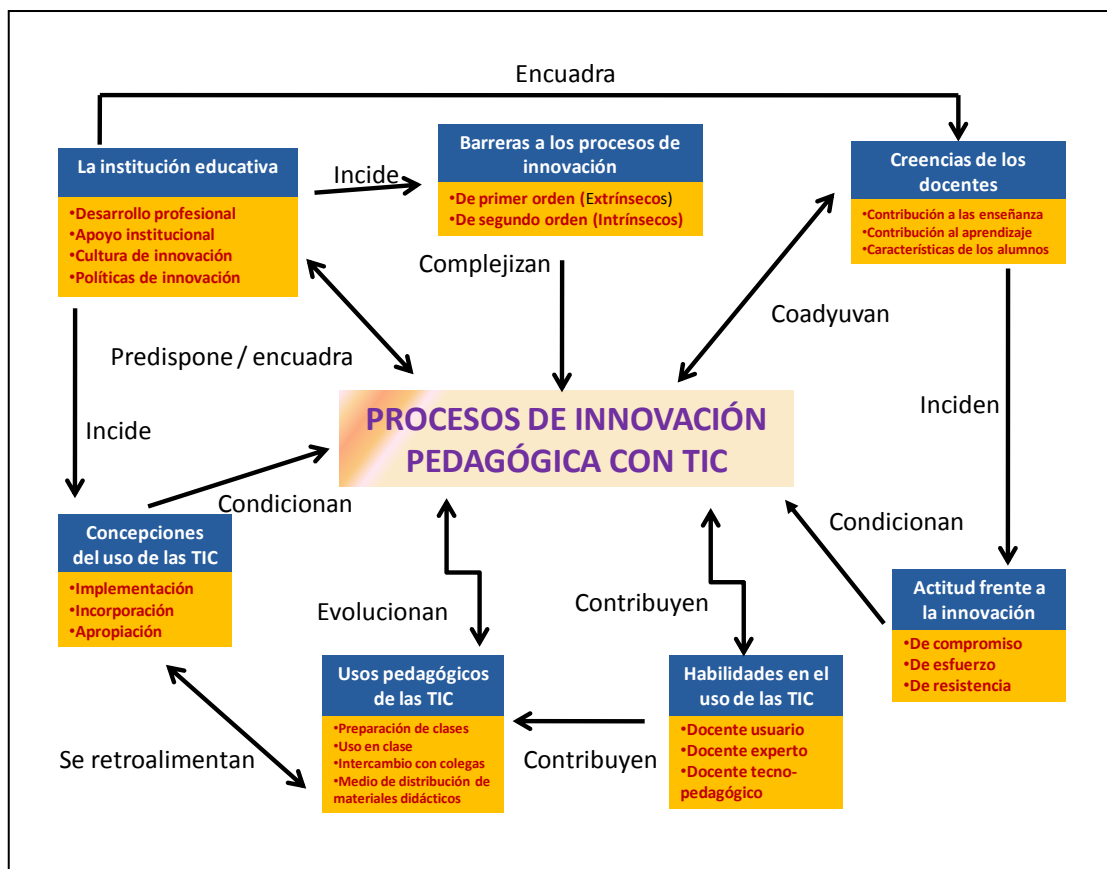 Encuadra
La institución educativa
•Desarrollo profesional
•Apoyo institucional
•Cultura de innovación
•Políticas de innovación
Incide
Barreras a los procesos de
innovación
•De primer orden (Extrínsecos)
•De segundo orden (Intrínsecos)
Creencias de los
docentes
•Contribución a las enseñanza
•Contribución al aprendizaje
•Características de los alumnos
Complejizan
Coadyuvan
Predispone / encuadra
Incide
Inciden
PROCESOS DE INNOVACIÓN
PEDAGÓGICA CON TIC
Condicionan
Condicionan
Concepciones
del uso de las TIC
•Implementación
•Incorporación
•Apropiación
Evolucionan
Contribuyen
Actitud frente a
la innovación
•De compromiso
•De esfuerzo
•De resistencia
Usos pedagógicos
de las TIC
•Preparación de clases
•Uso en clase
•Intercambio con colegas
•Medio de distribución de
materiales didácticos
Habilidades en el
uso de las TIC
•Docente usuario
•Docente experto
•Docente tecno-
pedagógico
Se retroalimentan
Contribuyen